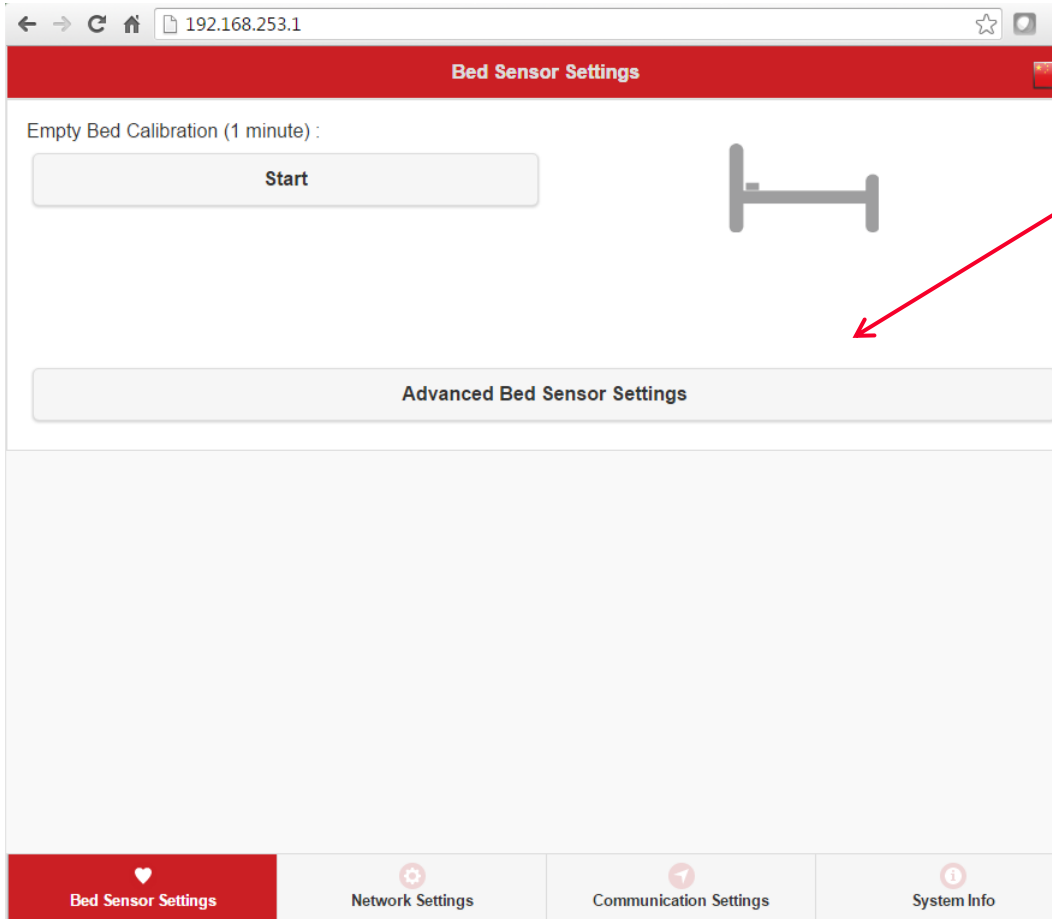 192.168.253.1
Bed Sensor Settings
Empty Bed Calibration (1 minute) :
Start
Advanced Bed Sensor Settings
Bed Sensor Settings
Network Settings
Communication Settings
System Info